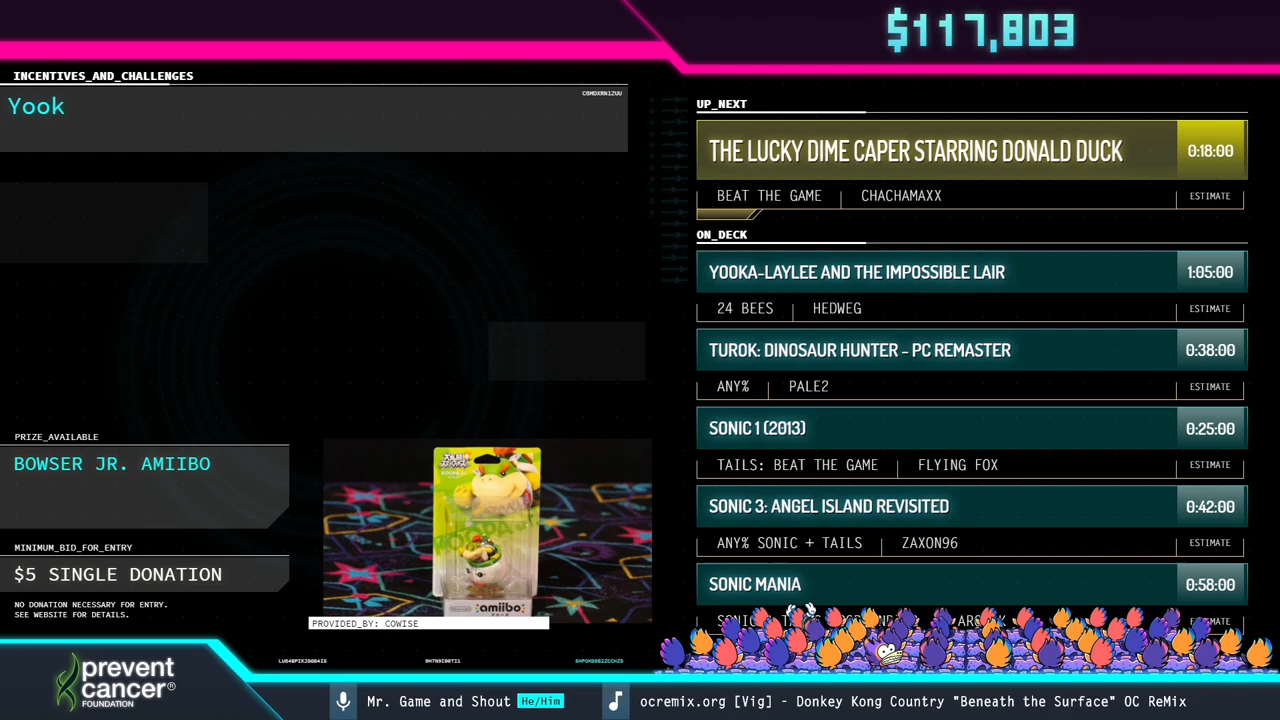 $117,803
INCENTIVES_AND_CHALLENGES
Yook
UP_NEXT
THE LUCKY DIME CAPER STARRING DONALD DUCK
0:18:00
BEAT THE GAME
CHACHAMAXX
ESTIMATE
ON_DECK
YOOKA-LAYLEE AND THE IMPOSSIBLE LAIR
1:05:00
24 BEES
HEDWEG
ESTIMATE
TUROK: DINOSAUR HUNTER - PC REMASTER
0:38:00
ANY%
PALE2
ESTIMATE
SONIC 1 (2013)
0:25:00
TAILS: BEAT THE GAME
FLYING FOX
ESTIMATE
SONIC 3: ANGEL ISLAND REVISITED
0:42:00
ANY% SONIC + TAILS
ZAXON96
ESTIMATE
SONIC MANIA
0:58:00
PRIZE_AVAILABLE
BOWSER JR. AMIIBO
MINIMUM_BID_FOR_ENTRY
$5 SINGLE DONATION
NO DONATION NECESSARY FOR ENTRY.
SEE WEBSITE FOR DETAILS.
amiibo
PROVIDED_BY: COWISE
prevent
cancer®
FOUNDATION
Mr. Game and Shout He/Him
ocremix.org [Vig] - Donkey Kong Country "Beneath the Surface" OC ReMix